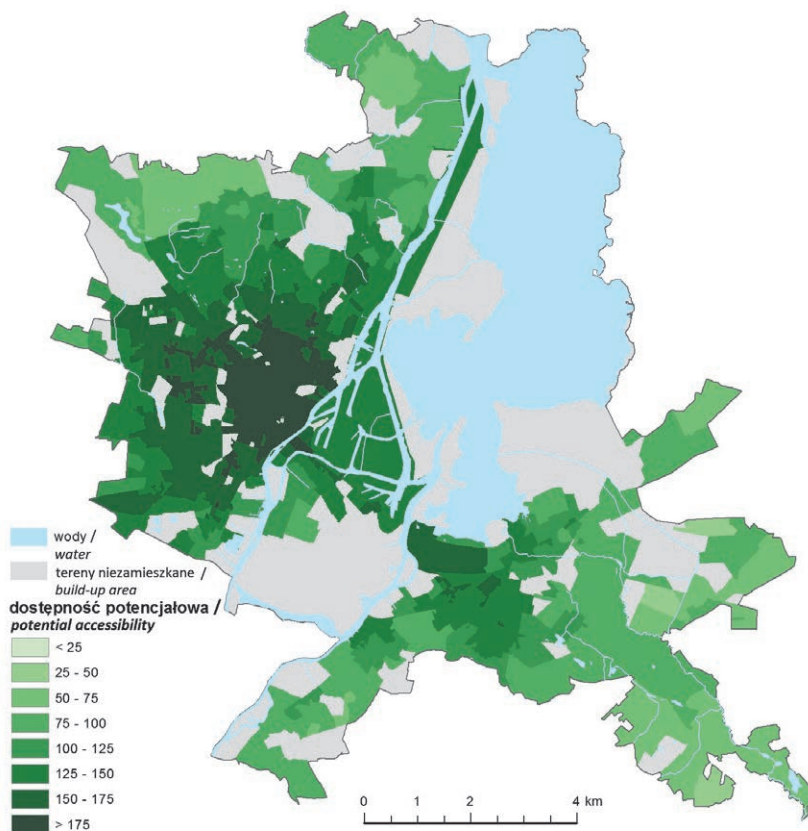 wody /
water
tereny niezamieszkane /
build-up area
dostępność potencjałowa /
potencial accessibility
< 25
25 - 50
50 - 75
75 - 100
100 - 125
125 - 150
150 - 175
> 175
0 1 2 4 km